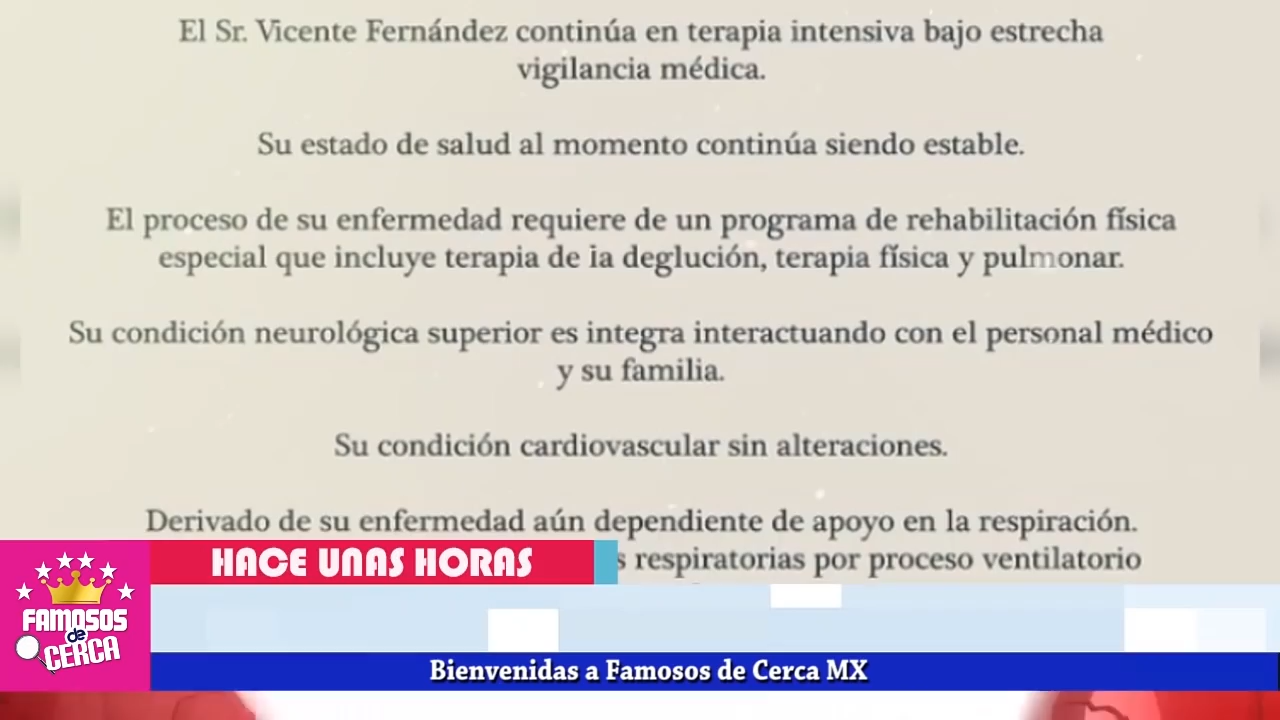 El Sr. Vicente Fernández continúa en terapia intensiva bajo estrecha
vigilancia médica.
Su estado de salud al momento continúa siendo estable.
El proceso de su enfermedad requiere de un programa de rehabilitación física
especial que incluye terapia de la deglución, terapia física y pulmonar.
Su condición neurológica superior es integra interactuando con el personal médico
y su familia.
Su condición cardiovascular sin alteraciones.
Derivado de su enfermedad aún dependiente de apoyo en la respiración.
respiratorias por proceso ventilatorio
HACE UNAS HORAS
FAMOSOS
de
CERCA
Bienvenidas a Famosos de Cerca MX